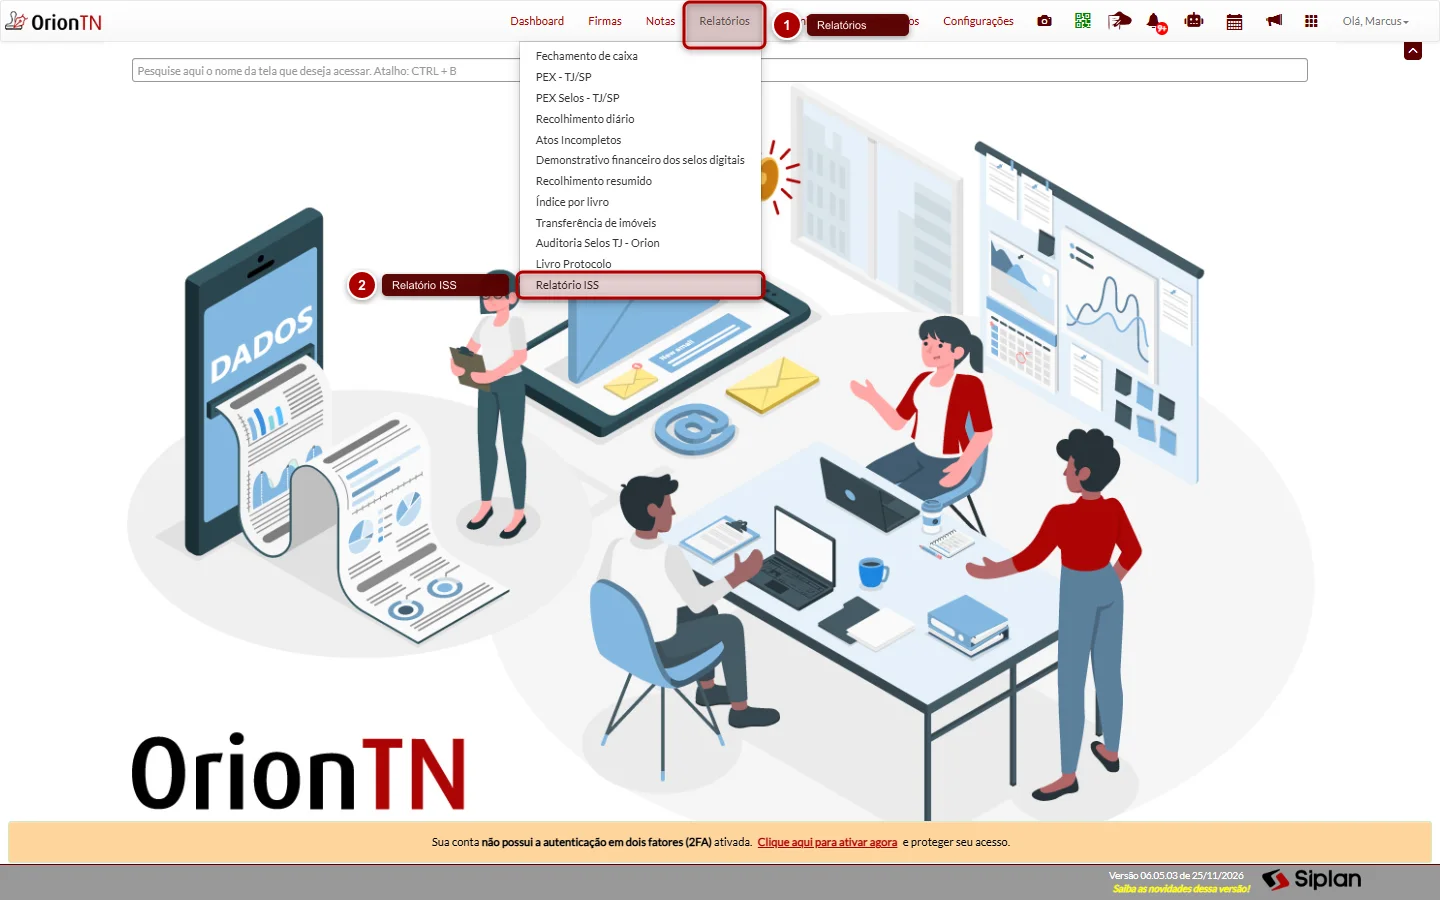 OrionTN
Dashboard
Firmas
Notas
Relatórios
1
Relatórios
os
Configurações
9+
Olá, Marcus
Pesquise aqui o nome da tela que deseja acessar. Atalho: CTRL + B
Fechamento de caixa
PEX - TJ/SP
PEX Selos - TJ/SP
Recolhimento diário
Atos Incompletos
Demonstrativo financeiro dos selos digitais
Recolhimento resumido
Índice por livro
Transferência de imóveis
Auditoria Selos TJ - Orion
Livro Protocolo
2
Relatório ISS
Relatório ISS
DADOS
New email
@
OrionTN
Sua conta não possui a autenticação em dois fatores (2FA) ativada. Clique aqui para ativar agora e proteger seu acesso.
Versão 06.05.03 de 25/11/2026
Saiba as novidades dessa versão!
Siplan